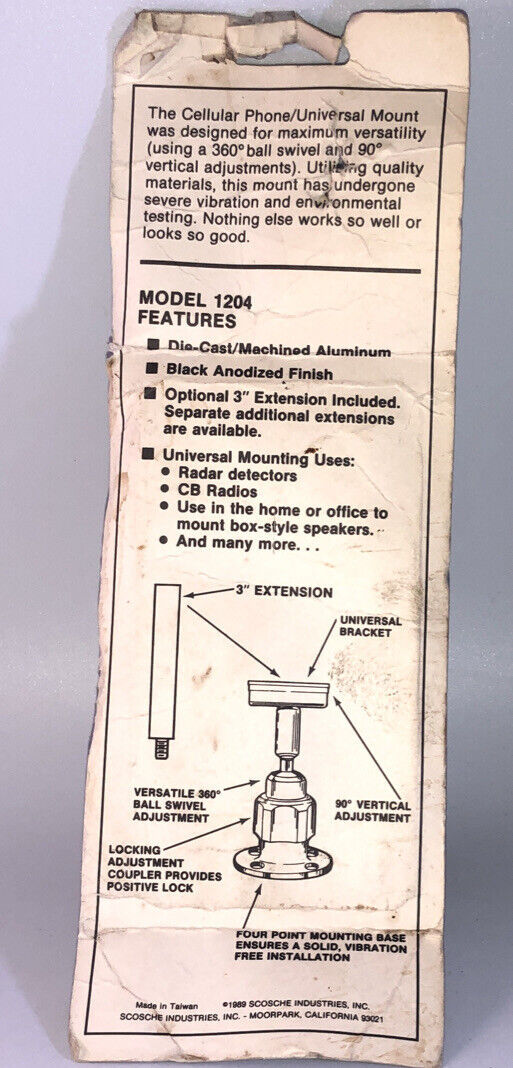 The Cellular Phone/Universal Mount
was designed for maximum versatility
(using a 360° ball swivel and 90°
vertical adjustments). Utilizing quality
materials, this mount has undergone
severe vibration and environmental
testing. Nothing else works so well or
looks so good.
MODEL 1204
FEATURES
■ Die-Cast/Machined Aluminum
■ Black Anodized Finish
■ Optional 3" Extension Included.
Separate additional extensions
are available.
■ Universal Mounting Uses:
● Radar detectors
● CB Radios
● Use in the home or office to
mount box-style speakers.
● And many more...
3" EXTENSION
UNIVERSAL
BRACKET
VERSATILE 360°
BALL SWIVEL
ADJUSTMENT
90° VERTICAL
ADJUSTMENT
LOCKING
ADJUSTMENT
COUPLER PROVIDES
POSITIVE LOCK
FOUR POINT MOUNTING BASE
ENSURES A SOLID, VIBRATION
FREE INSTALLATION
Made in Taiwan ©1989 SCOSCHE INDUSTRIES, INC.
SCOSCHE INDUSTRIES, INC. - MOORPARK, CALIFORNIA 93021